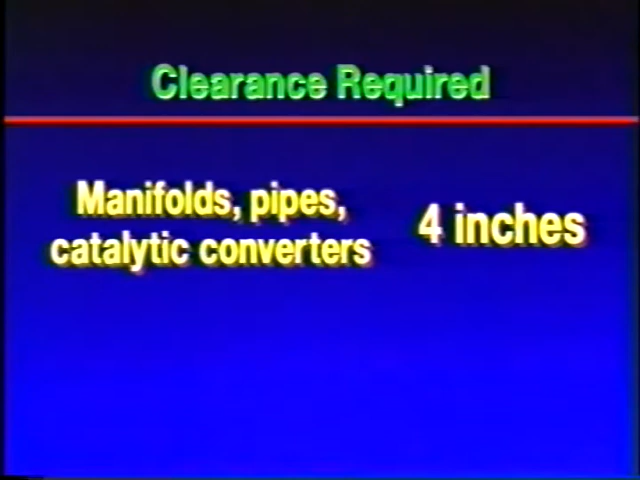 Clearance Required
Manifolds, pipes,
catalytic converters
4 inches